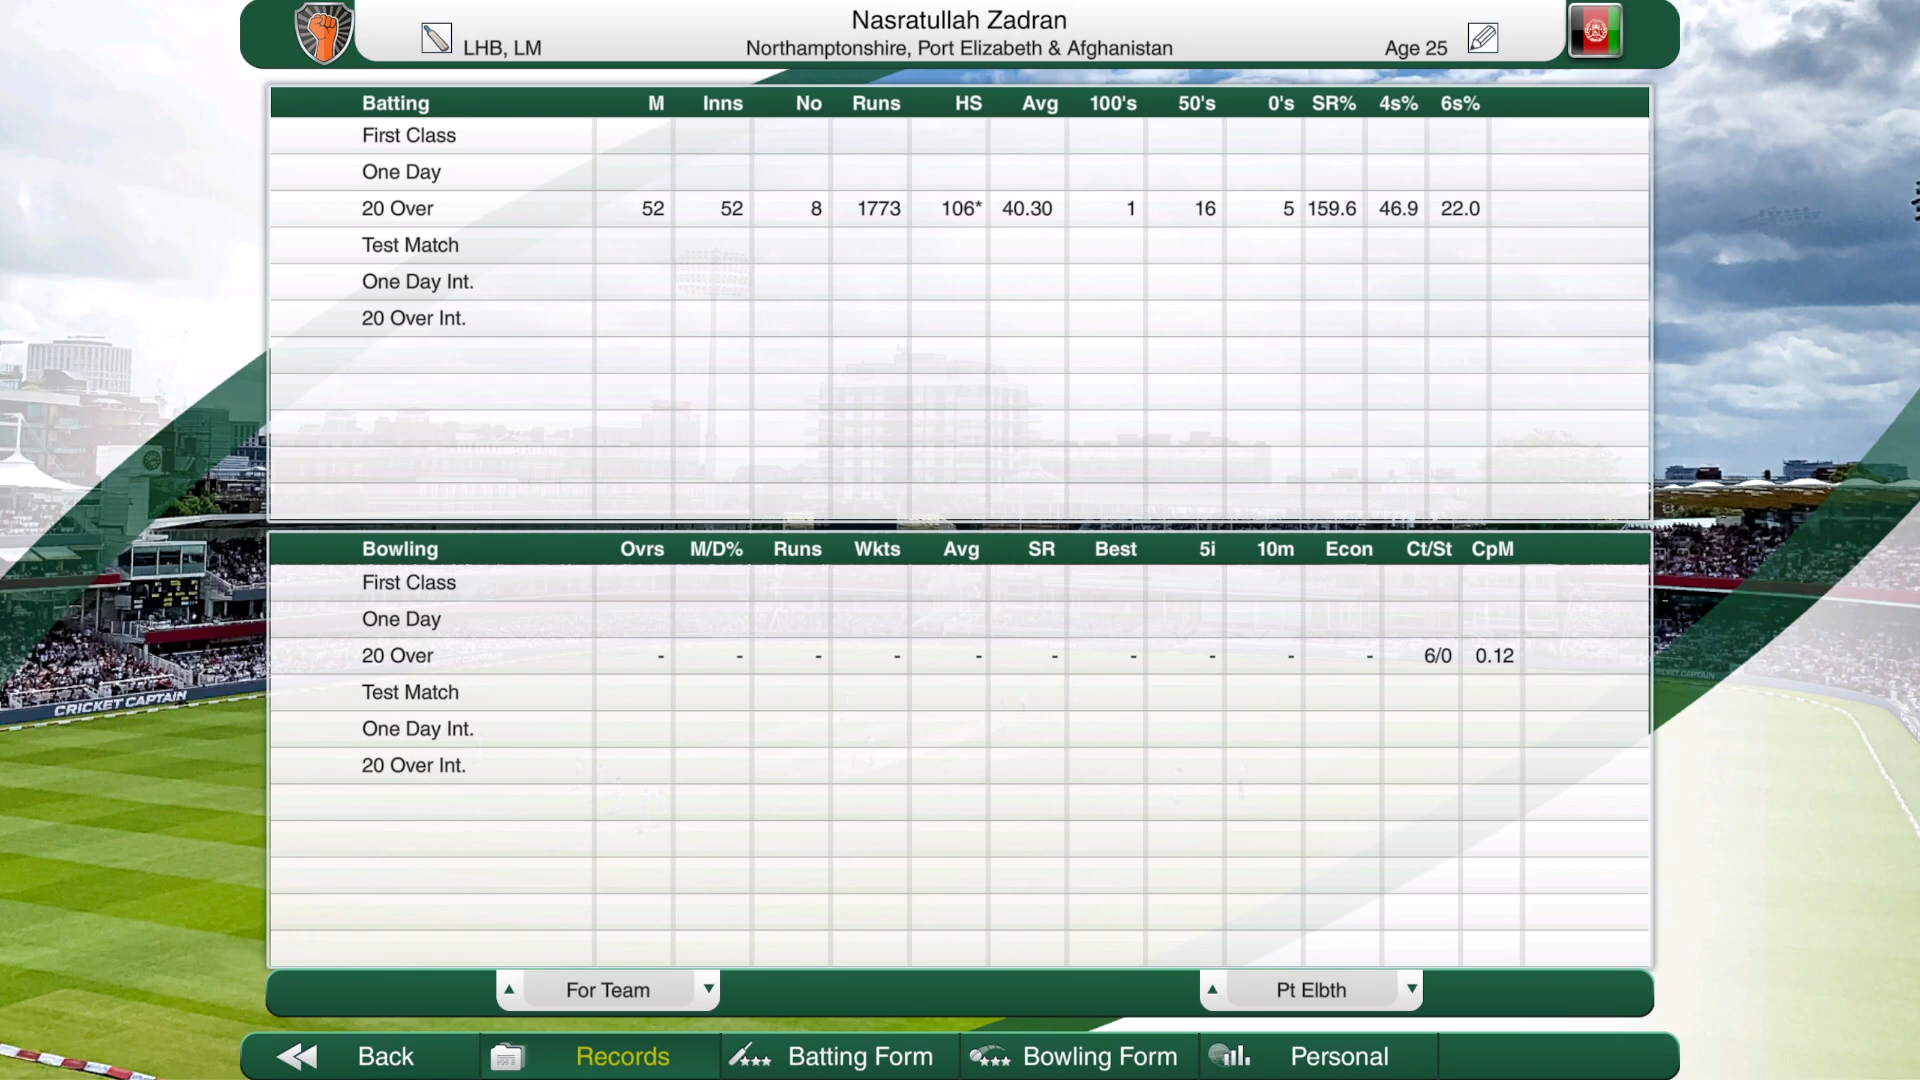 Nasratullah Zadran
LHB, LM
Northamptonshire, Port Elizabeth & Afghanistan
Age 25
Batting M Inns No Runs HS Avg 100's 50's 0's SR% 4s% 6s%
First Class
One Day
20 Over 52 52 8 1773 106* 40.30 1 16 5 159.6 46.9 22.0
Test Match
One Day Int.
20 Over Int.
Bowling Ovrs M/D% Runs Wkts Avg SR Best 5i 10m Econ Ct/St CpM
First Class
One Day
20 Over - - - - - - - - - - 6/0 0.12
Test Match
One Day Int.
20 Over Int.
CRICKET CAPTAIN
For Team
Pt Elbth
Back
Records
Batting Form
Bowling Form
Personal